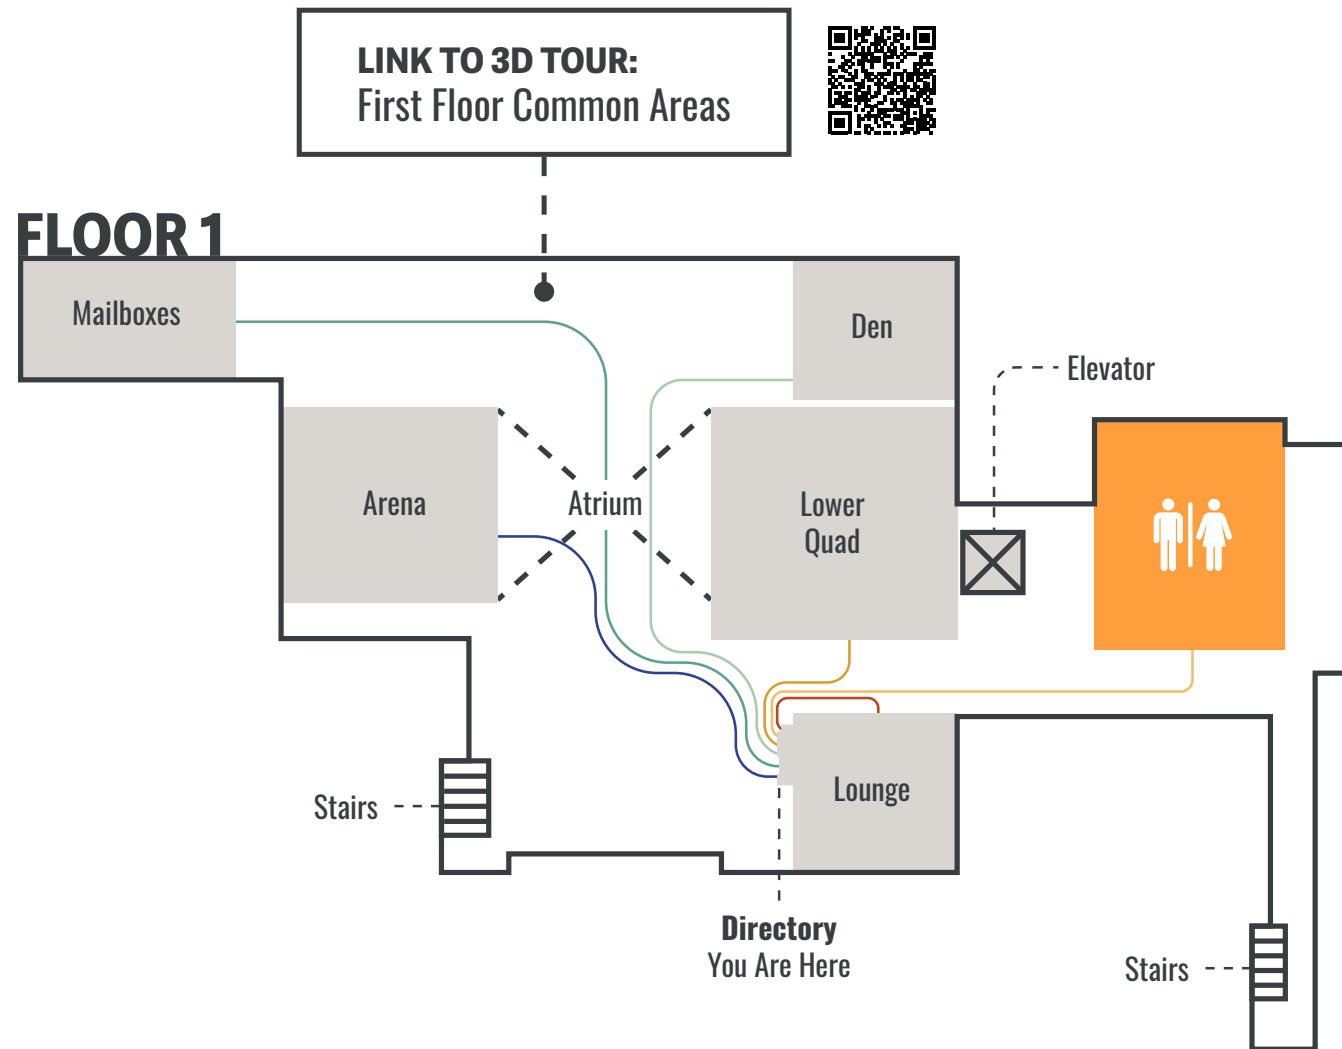 LINK TO 3D TOUR:
First Floor Common Areas
FLOOR 1
Mailboxes
Den
Elevator
Arena
Atrium
Lower
Quad
Stairs
Lounge
Directory
You Are Here
Stairs